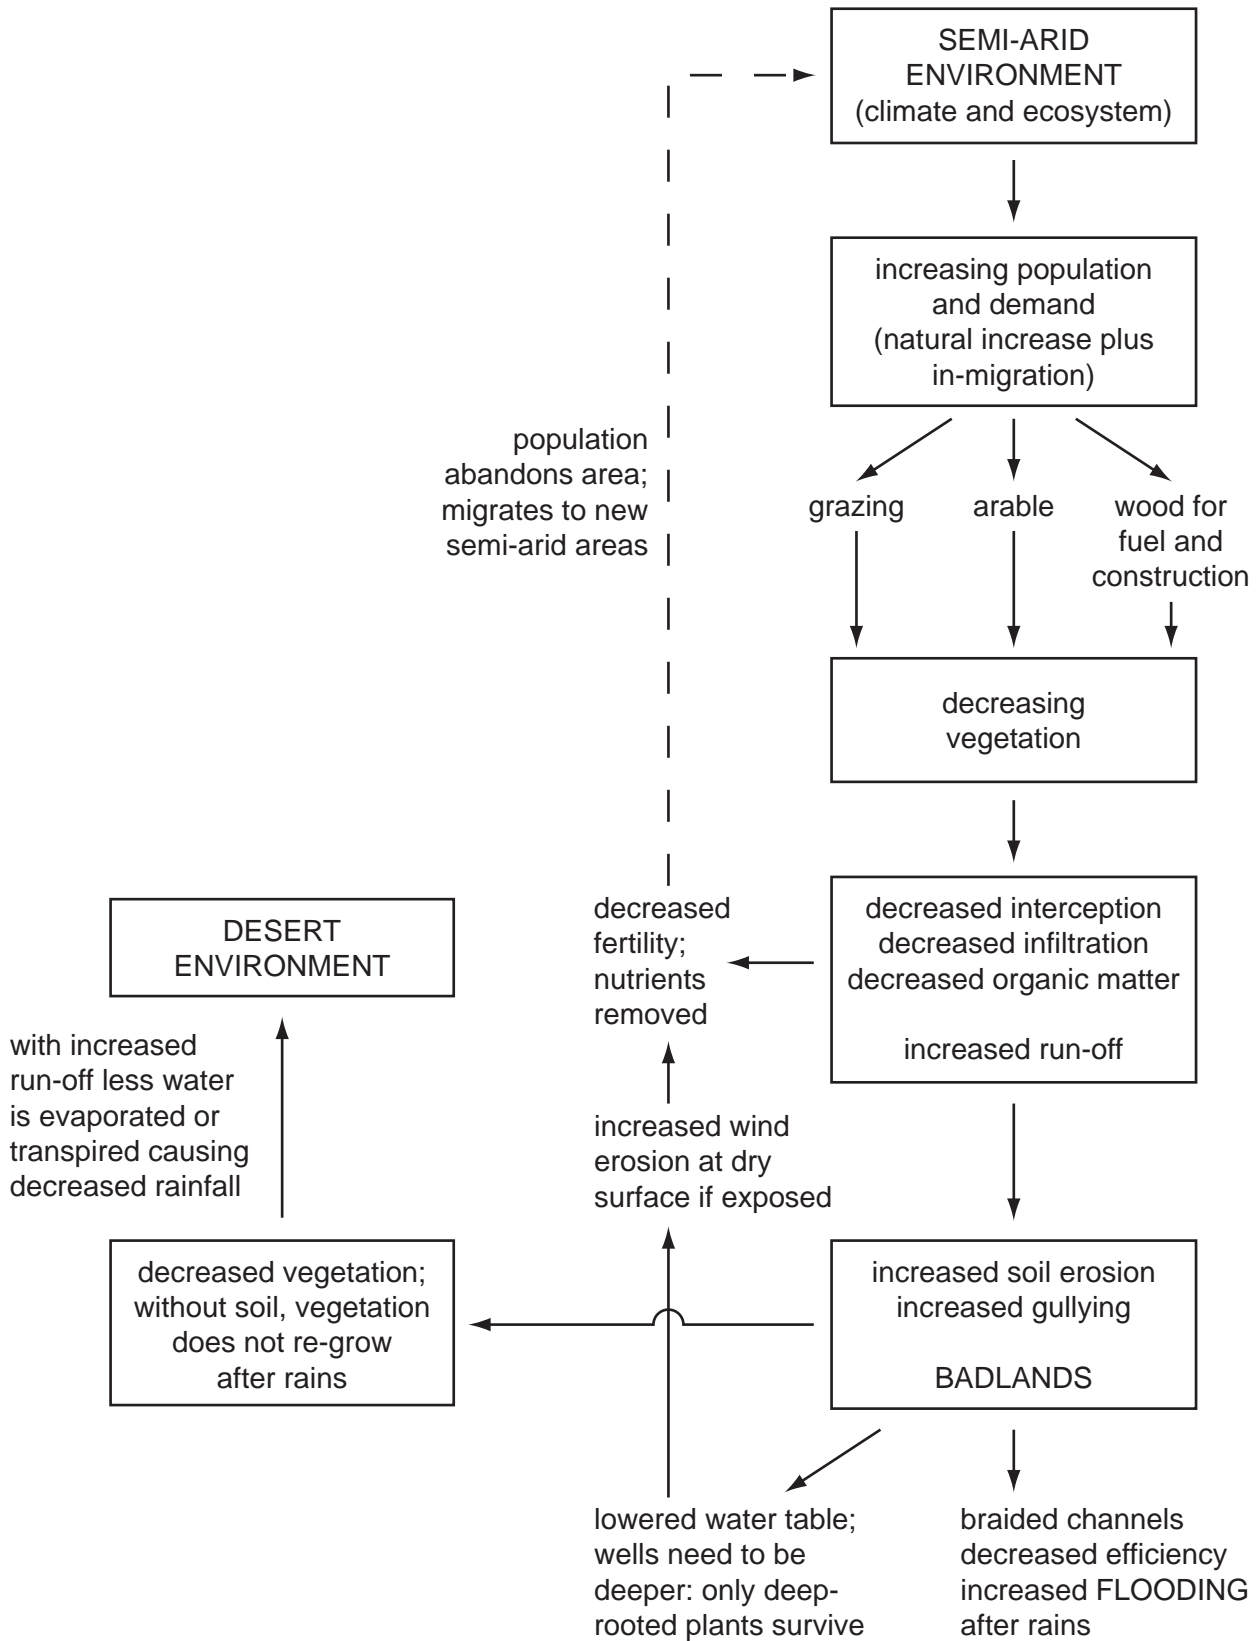 SEMI-ARID
ENVIRONMENT
(climate and ecosystem)
increasing population
and demand
(natural increase plus
in-migration)
population
abandons area;
migrates to new
semi-arid areas
grazing
arable
wood for
fuel and
construction
decreasing
vegetation
decreased interception
decreased infiltration
decreased organic matter
increased run-off
decreased
fertility;
nutrients
removed
DESERT
ENVIRONMENT
with increased
run-off less water
is evaporated or
transpired causing
decreased rainfall
increased wind
erosion at dry
surface if exposed
decreased vegetation;
without soil, vegetation
does not re-grow
after rains
increased soil erosion
increased gullying
BADLANDS
lowered water table;
wells need to be
deeper: only deep-
rooted plants survive
braided channels
decreased efficiency
increased FLOODING
after rains